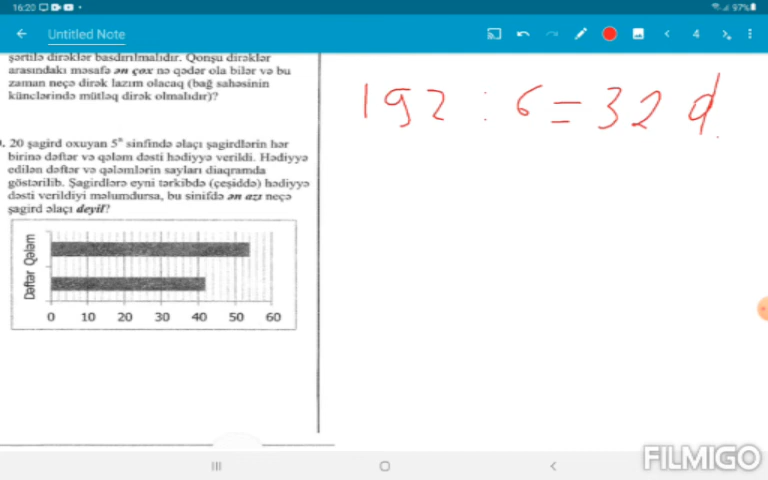 16:20
97%
Untitled Note
4
şərtilə dirəklər basdırılmalıdır. Qonşu dirəklər
arasındakı məsafə ən çox nə qədər ola bilər və bu
zaman neçə dirək lazım olacaq (bağ sahəsinin
künclərində mütləq dirək olmalıdır)?
192 : 6 = 32 d
. 20 şagird oxuyan 5ª sinfində əlaçı şagirdlərin hər
birinə dəftər və qələm dəsti hədiyyə verildi. Hədiyyə
edilən dəftər və qələmlərin sayları diaqramda
göstərilib. Şagirdlərə eyni tərkibdə (çeşiddə) hədiyyə
dəsti verildiyi məlumdursa, bu sinifdə ən azı neçə
şagird əlaçı deyil?
Dəftər Qələm
0 10 20 30 40 50 60
FILMIGO